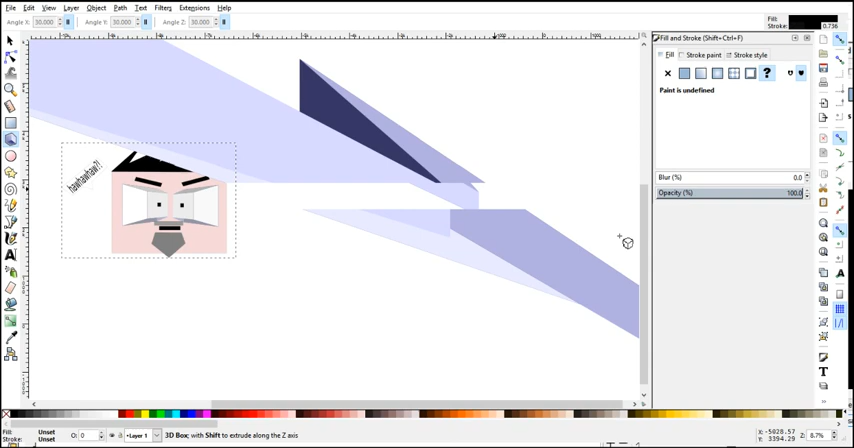 File Edit View Layer Object Path Text Filters Extensions Help
Angle X: 30.000 Angle Y: 30.000 Angle Z: 30.000
Fill:
Stroke: 0.736
Fill and Stroke (Shift+Ctrl+F)
Fill Stroke paint Stroke style
Paint is undefined
Blur (%) 0.0
Opacity (%) 100.0
hawhawhaw?!
Fill: Unset
Stroke: Unset
O: 0
Layer 1
3D Box; with Shift to extrude along the Z axis
X: -5028.57
Y: 3394.29
Z: 8.7%